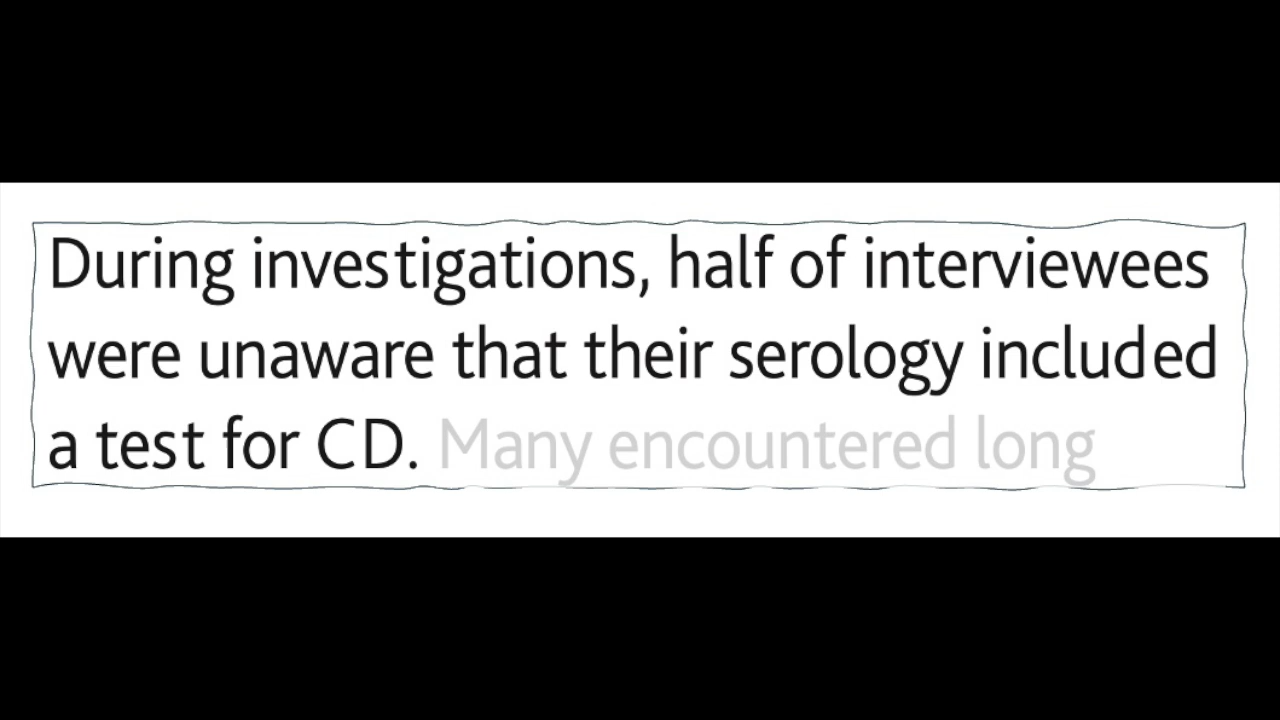 During investigations, half of interviewees
were unaware that their serology included
a test for CD. Many encountered long